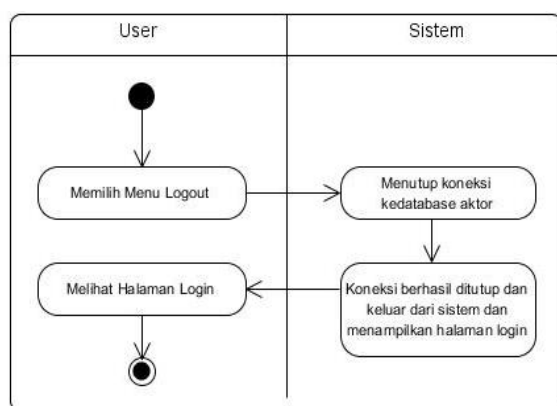 User
Sistem
Memilih Menu Logout
Menutup koneksi
kedatabase aktor
Melihat Halaman Login
Koneksi berhasil ditutup dan
keluar dari sistem dan
menampilkan halaman login